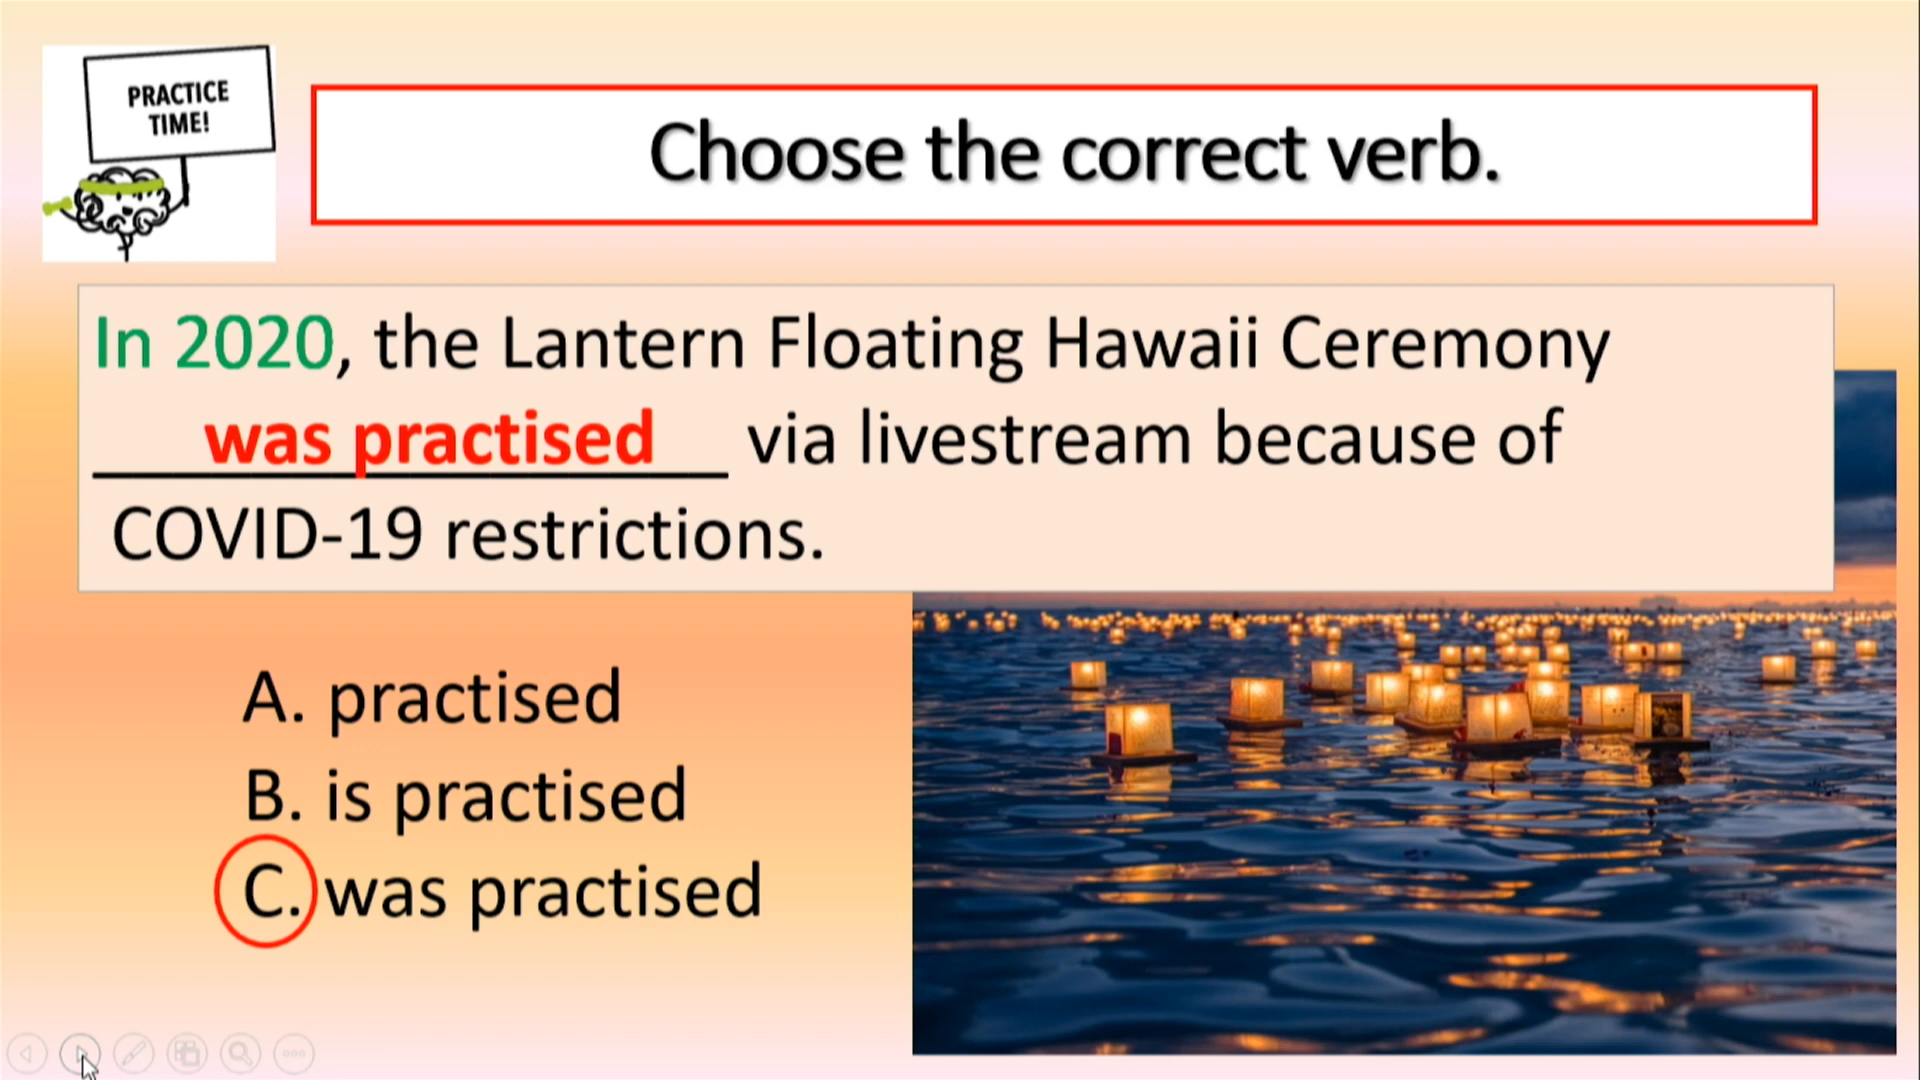 PRACTICE
TIME!
Choose the correct verb.
In 2020, the Lantern Floating Hawaii Ceremony
was practised via livestream because of
COVID-19 restrictions.
A. practised
B. is practised
C. was practised